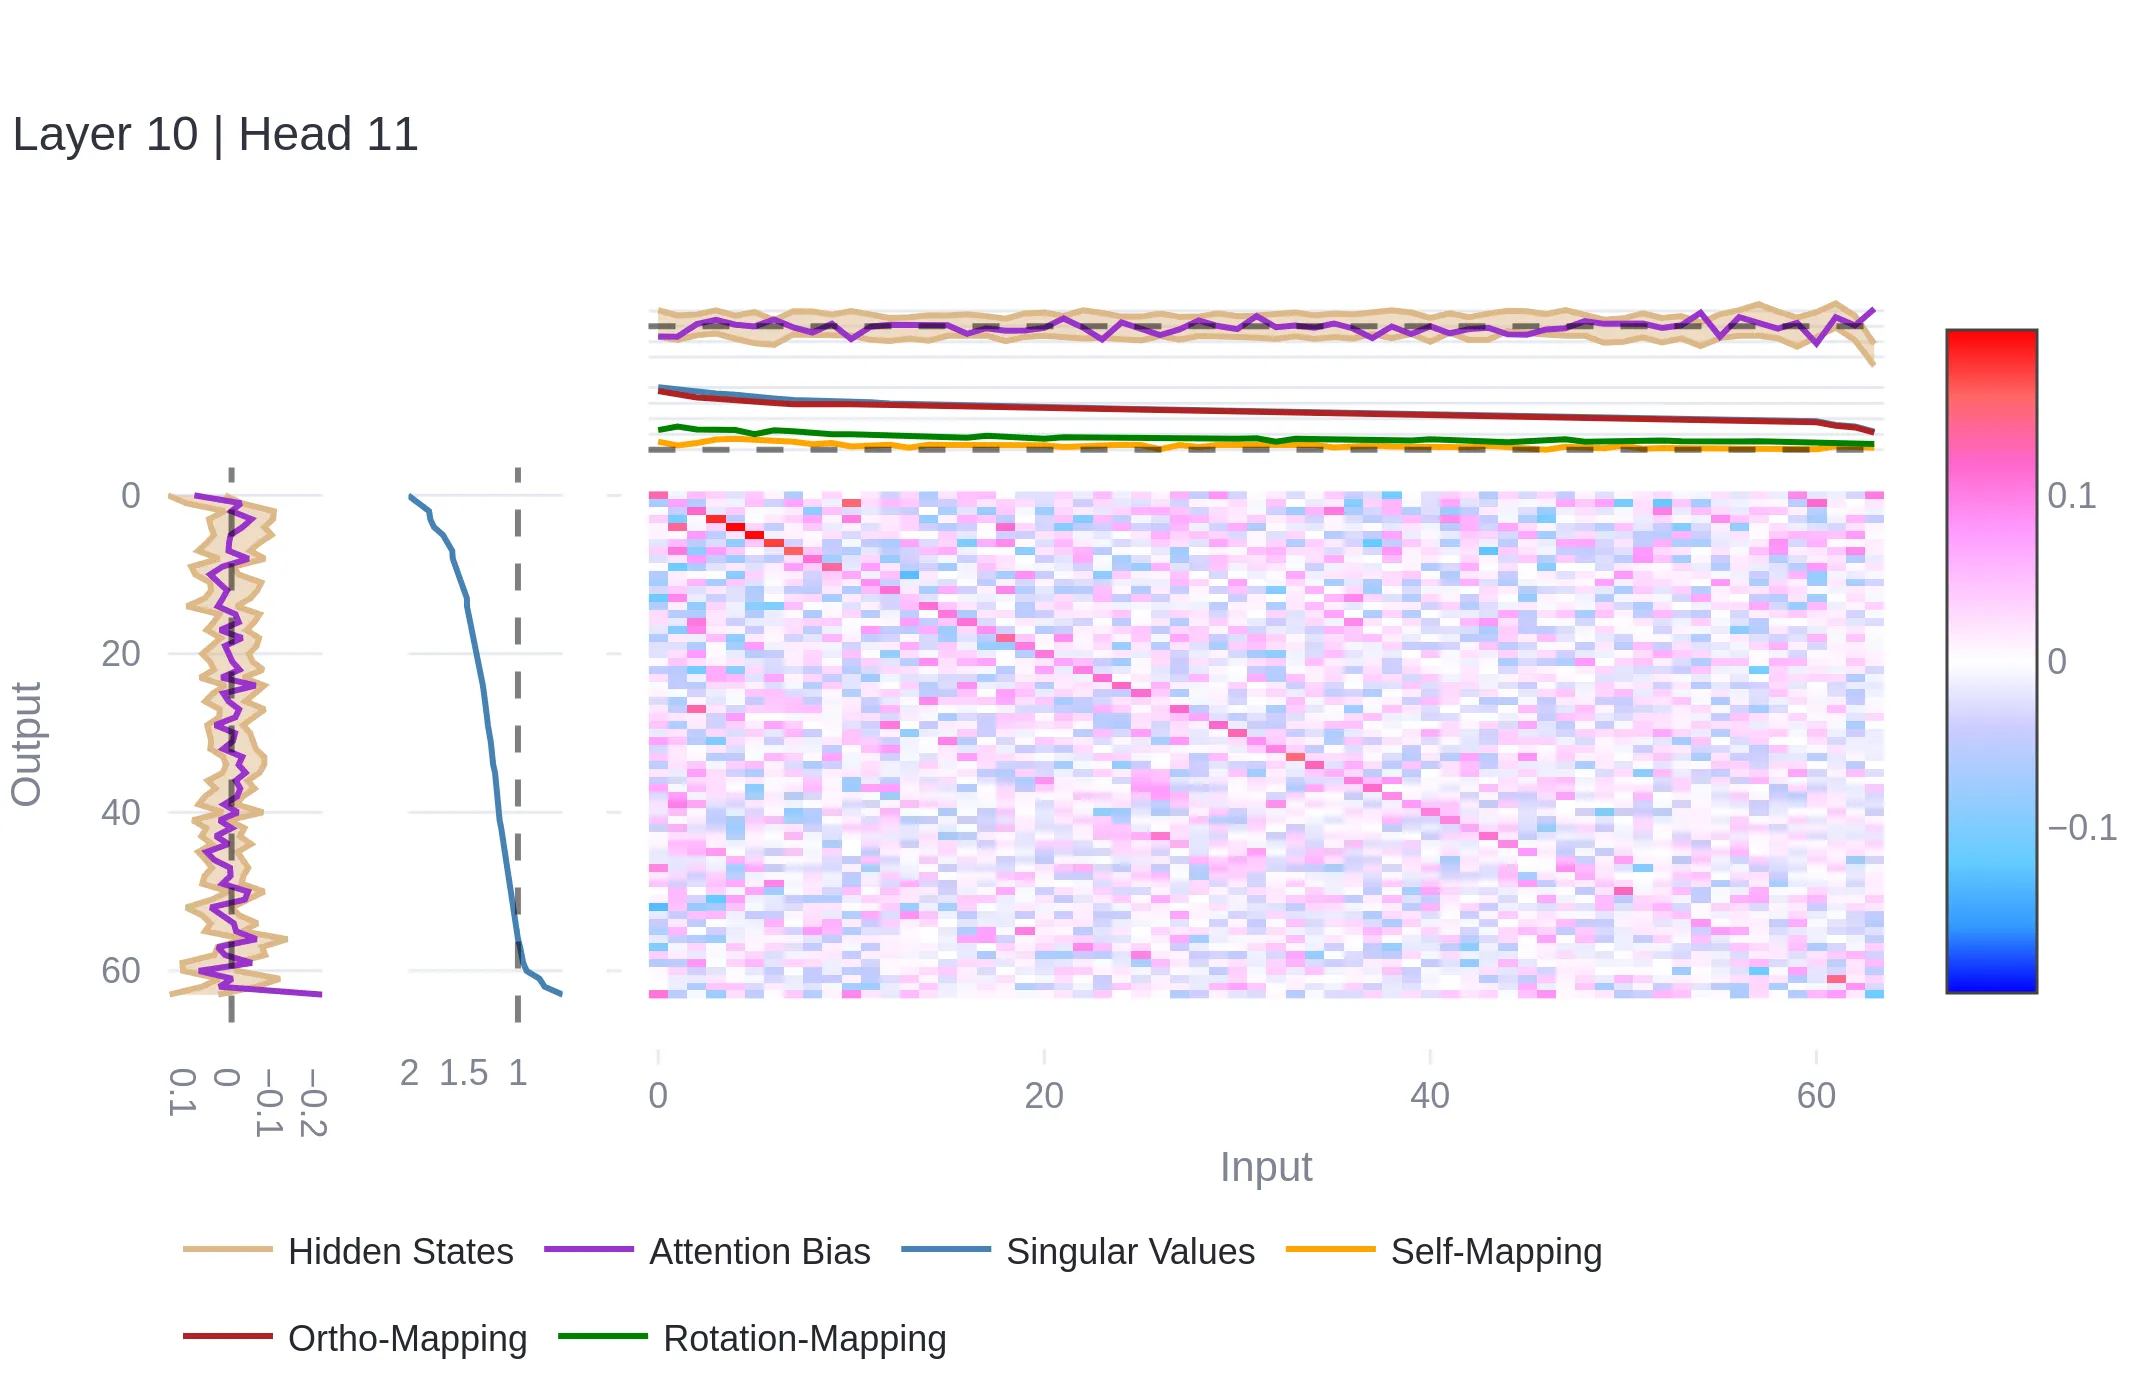 Layer 10 | Head 11
0
20
40
60
Output
0.1
0
−0.1
−0.2
2 1.5 1
0 20 40 60
Input
0.1
0
−0.1
Hidden States Attention Bias Singular Values Self-Mapping
Ortho-Mapping Rotation-Mapping